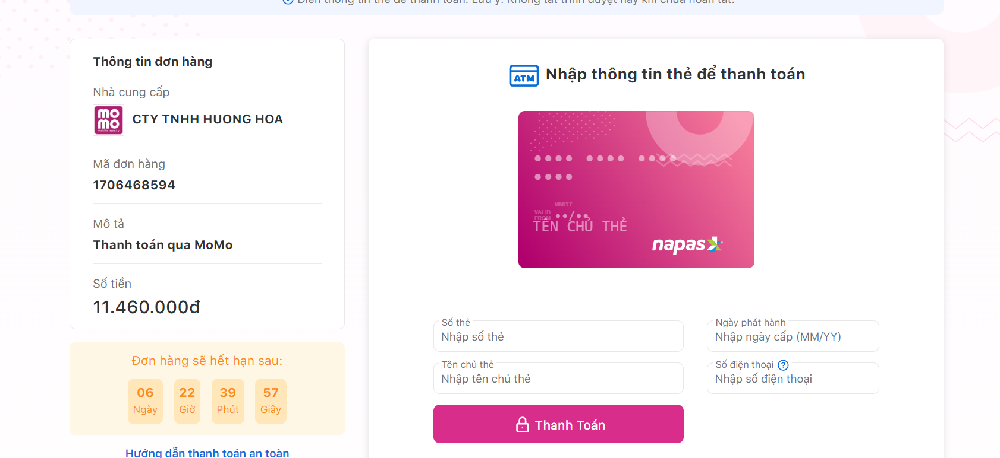 Điền thông tin thẻ để thanh toán. Lưu ý: Không tắt trình duyệt này khi chưa hoàn tất.
Thông tin đơn hàng
Nhà cung cấp
momo
mobile money
CTY TNHH HUONG HOA
Mã đơn hàng
1706468594
Mô tả
Thanh toán qua MoMo
Số tiền
11.460.000đ
Đơn hàng sẽ hết hạn sau:
06 22 39 57
Ngày Giờ Phút Giây
Hướng dẫn thanh toán an toàn
ATM
Nhập thông tin thẻ để thanh toán
•••• •••• ••••
••••
MM/YY
VALID
FROM
••/••
TÊN CHỦ THẺ
napas
Số thẻ
Nhập số thẻ
Ngày phát hành
Nhập ngày cấp (MM/YY)
Tên chủ thẻ
Nhập tên chủ thẻ
Số điện thoại ?
Nhập số điện thoại
Thanh Toán